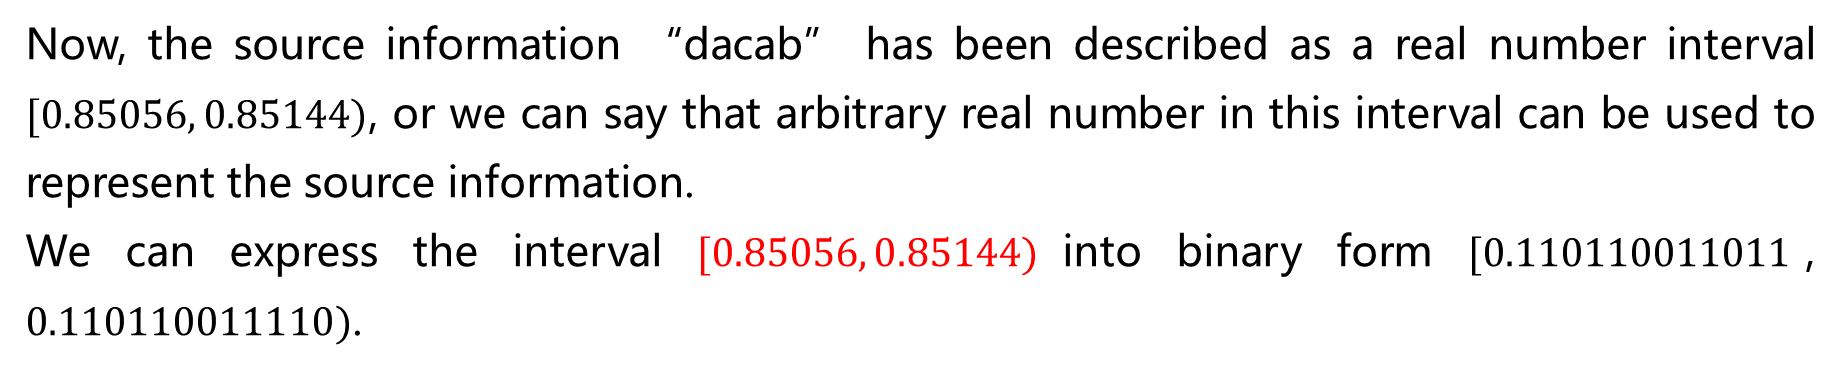 Now, the source information “dacab” has been described as a real number interval
[0.85056, 0.85144), or we can say that arbitrary real number in this interval can be used to
represent the source information.
We can express the interval [0.85056, 0.85144) into binary form [0.110110011011 ,
0.110110011110).